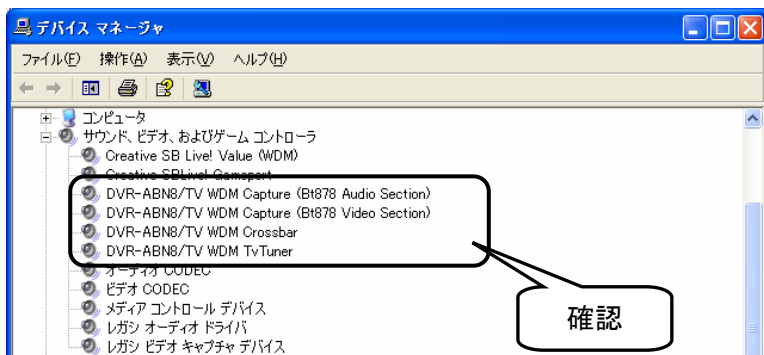 デバイス マネージャ
ファイル(F) 操作(A) 表示(V) ヘルプ(H)
コンピュータ
サウンド、ビデオ、およびゲーム コントローラ
Creative SB Live! Value (WDM)
Creative SBLive! Gameport
DVR-ABN8/TV WDM Capture (Bt878 Audio Section)
DVR-ABN8/TV WDM Capture (Bt878 Video Section)
DVR-ABN8/TV WDM Crossbar
DVR-ABN8/TV WDM TvTuner
オーディオ CODEC
ビデオ CODEC
メディア コントロール デバイス
レガシ オーディオ ドライバ
レガシ ビデオ キャプチャ デバイス
確認